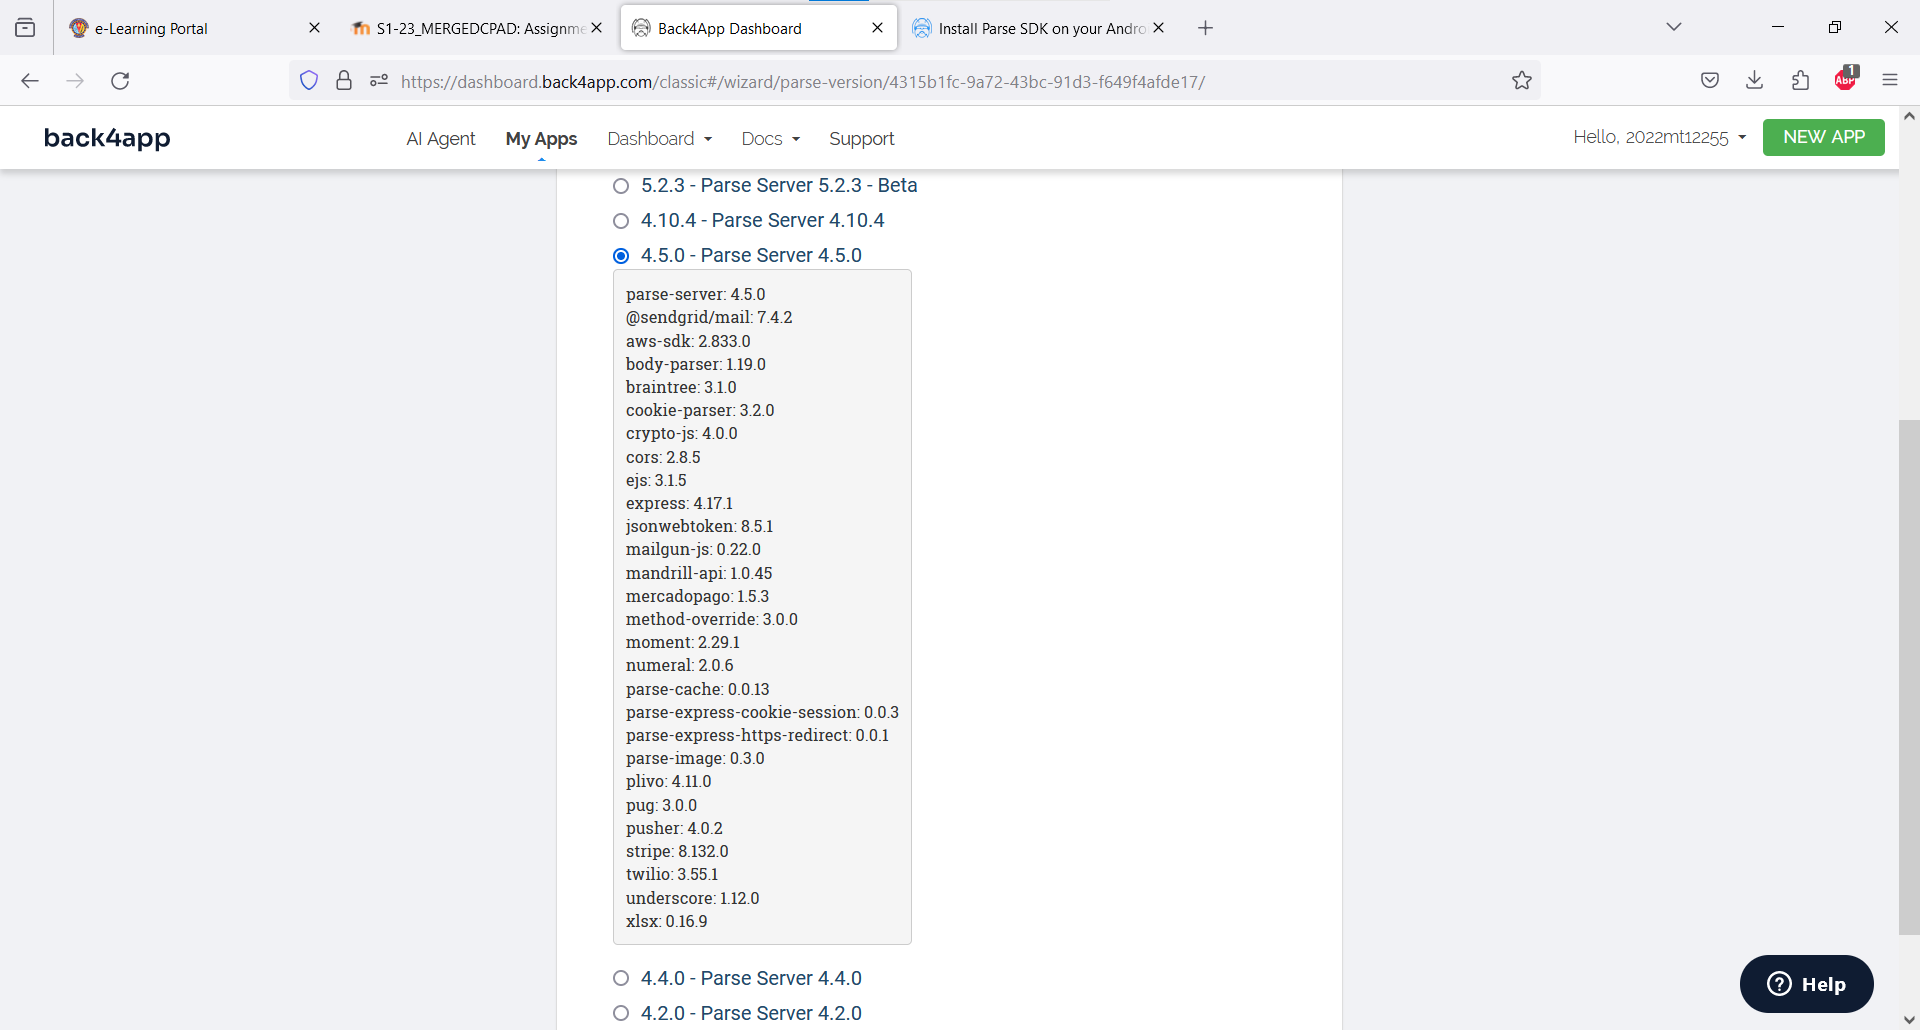 e-Learning Portal
S1-23_MERGEDCPAD: Assignme
Back4App Dashboard
Install Parse SDK on your Andro
https://dashboard.back4app.com/classic#/wizard/parse-version/4315b1fc-9a72-43bc-91d3-f649f4afde17/
1
ABP
back4app
AI Agent
My Apps
Dashboard
Docs
Support
Hello, 2022mt12255
NEW APP
5.2.3 - Parse Server 5.2.3 - Beta
4.10.4 - Parse Server 4.10.4
4.5.0 - Parse Server 4.5.0
parse-server: 4.5.0
@sendgrid/mail: 7.4.2
aws-sdk: 2.833.0
body-parser: 1.19.0
braintree: 3.1.0
cookie-parser: 3.2.0
crypto-js: 4.0.0
cors: 2.8.5
ejs: 3.1.5
express: 4.17.1
jsonwebtoken: 8.5.1
mailgun-js: 0.22.0
mandrill-api: 1.0.45
mercadopago: 1.5.3
method-override: 3.0.0
moment: 2.29.1
numeral: 2.0.6
parse-cache: 0.0.13
parse-express-cookie-session: 0.0.3
parse-express-https-redirect: 0.0.1
parse-image: 0.3.0
plivo: 4.11.0
pug: 3.0.0
pusher: 4.0.2
stripe: 8.132.0
twilio: 3.55.1
underscore: 1.12.0
xlsx: 0.16.9
4.4.0 - Parse Server 4.4.0
4.2.0 - Parse Server 4.2.0
Help